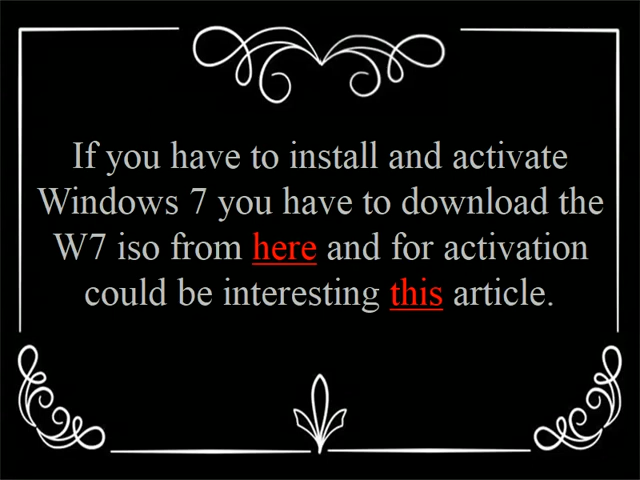 If you have to install and activate
Windows 7 you have to download the
W7 iso from here and for activation
could be interesting this article.